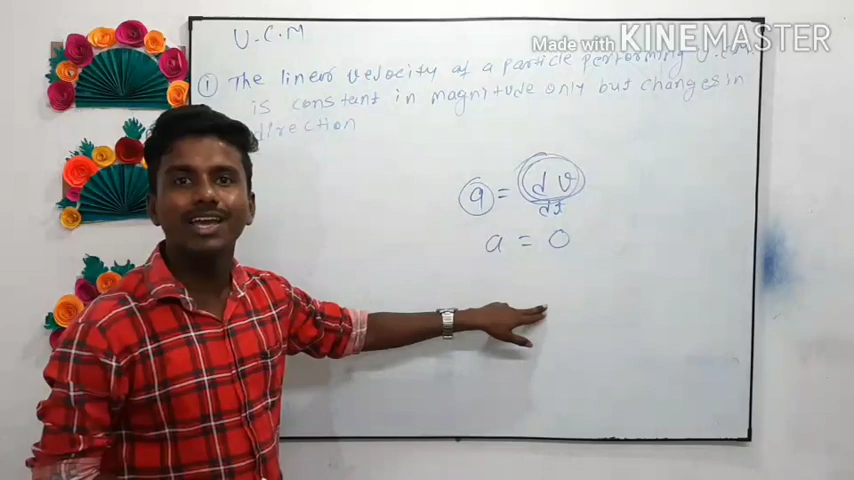 U.C.M
Made with KINEMASTER
① The linear velocity of a particle performing U.C.M.
is constant in magnitude only but changes in
direction
a = dv
dt
a = 0